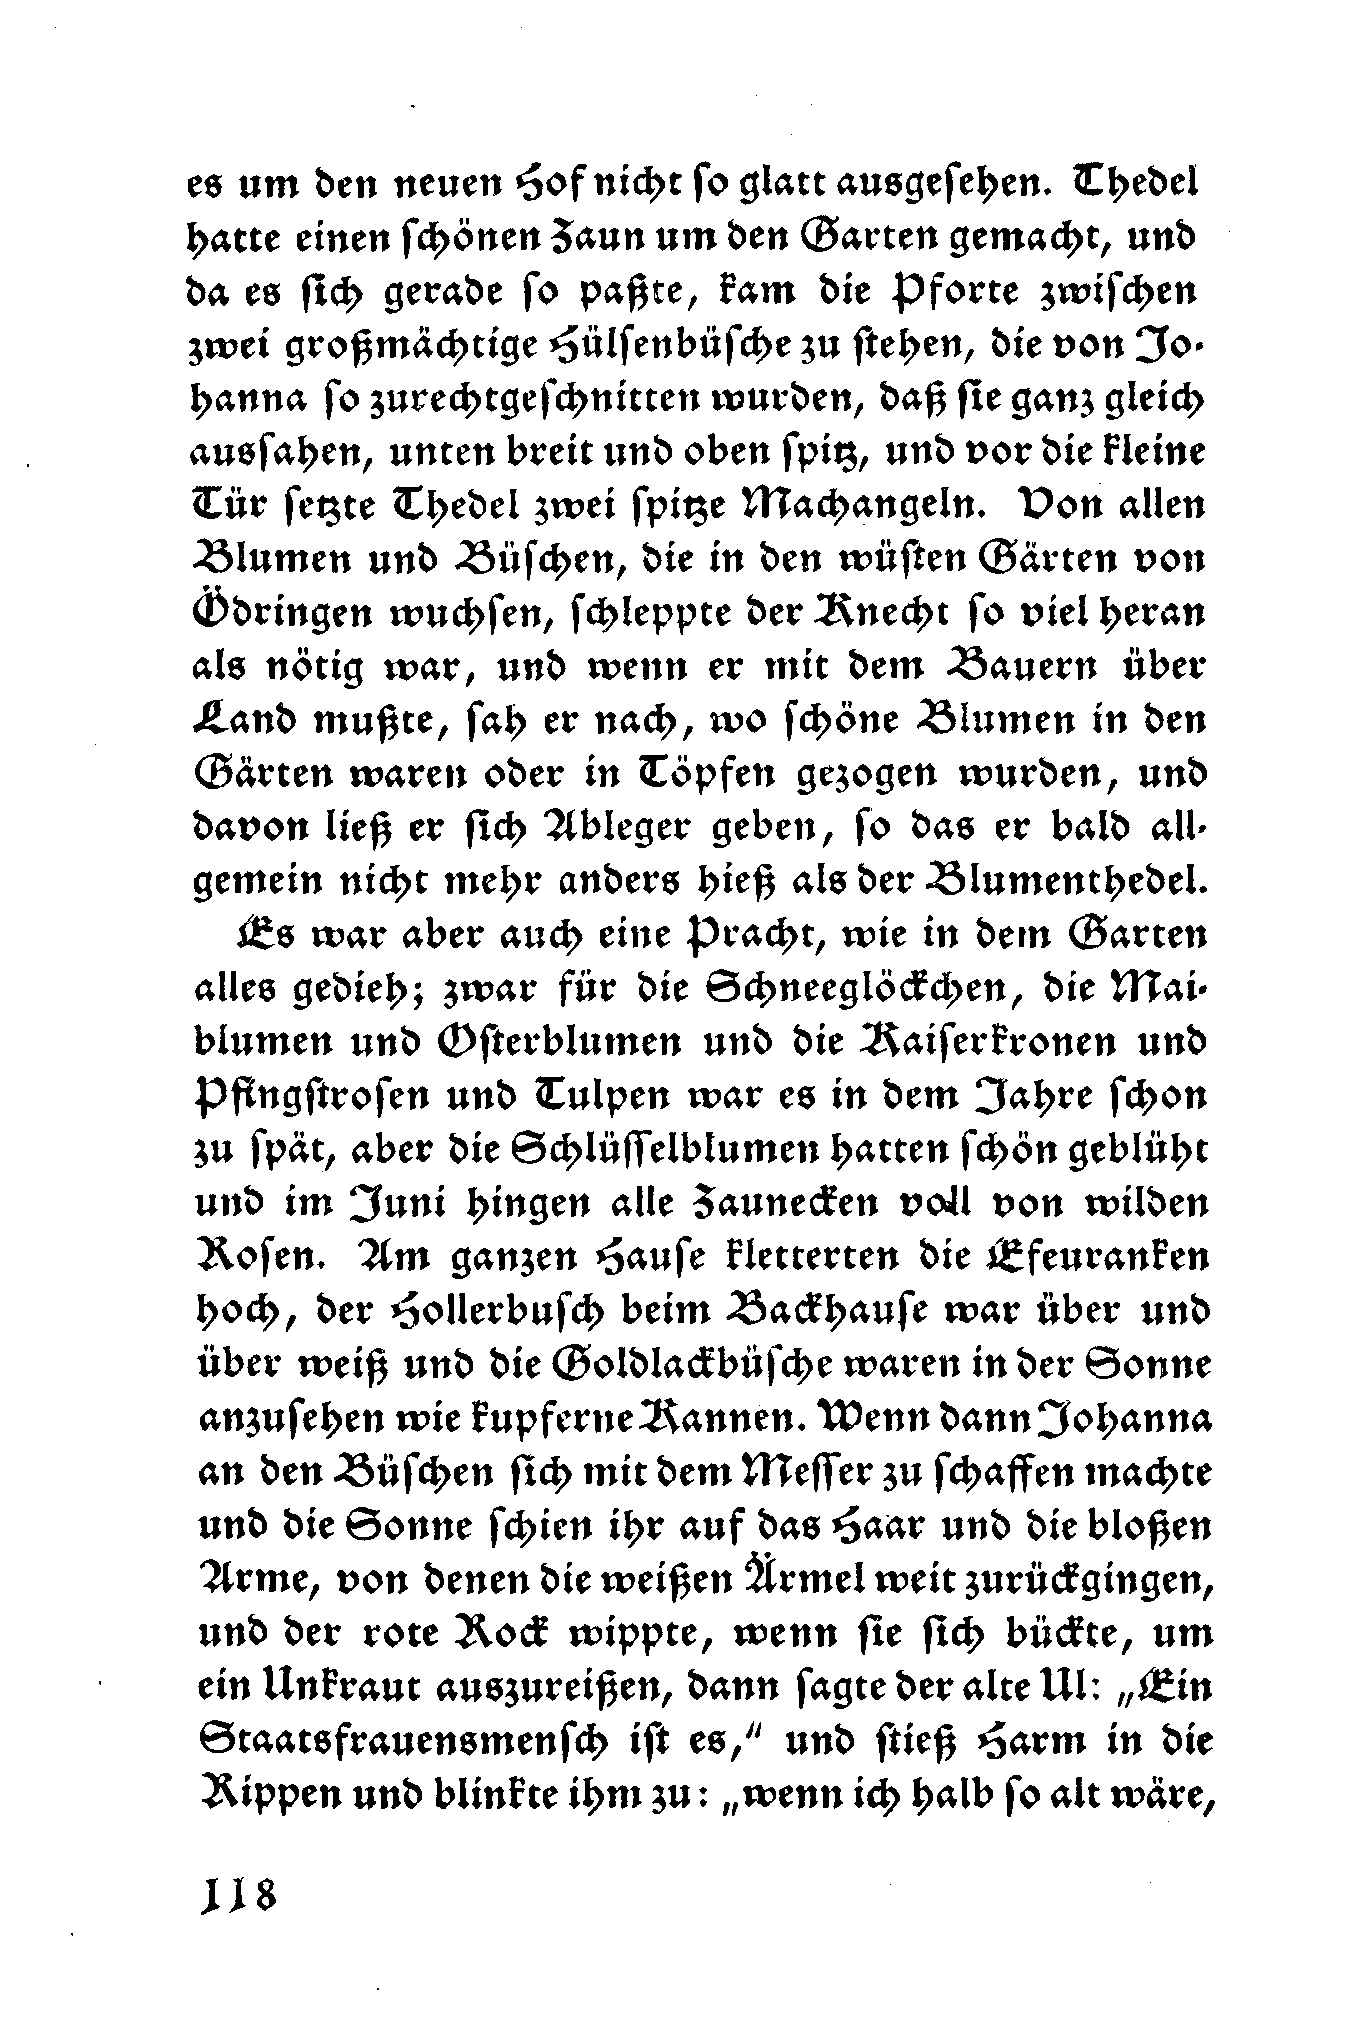 es um den neuen Hof nicht so glatt ausgesehen. Thedel
hatte einen schönen Zaun um den Garten gemacht, und
da es sich gerade so paßte, kam die Pforte zwischen
zwei großmächtige Hülsenbüsche zu stehen, die von Jo-
hanna so zurechtgeschnitten wurden, daß sie ganz gleich
aussahen, unten breit und oben spitz, und vor die kleine
Tür setzte Thedel zwei spitze Machangeln. Von allen
Blumen und Büschen, die in den wüsten Gärten von
Ödringen wuchsen, schleppte der Knecht so viel heran
als nötig war, und wenn er mit dem Bauern über
Land mußte, sah er nach, wo schöne Blumen in den
Gärten waren oder in Töpfen gezogen wurden, und
davon ließ er sich Ableger geben, so das er bald all-
gemein nicht mehr anders hieß als der Blumenthedel.
Es war aber auch eine Pracht, wie in dem Garten
alles gedieh; zwar für die Schneeglöckchen, die Mai-
blumen und Osterblumen und die Kaiserkronen und
Pfingstrosen und Tulpen war es in dem Jahre schon
zu spät, aber die Schlüsselblumen hatten schön geblüht
und im Juni hingen alle Zaunecken voll von wilden
Rosen. Am ganzen Hause kletterten die Efeuranken
hoch, der Hollerbusch beim Backhause war über und
über weiß und die Goldlackbüsche waren in der Sonne
anzusehen wie kupferne Kannen. Wenn dann Johanna
an den Büschen sich mit dem Messer zu schaffen machte
und die Sonne schien ihr auf das Haar und die bloßen
Arme, von denen die weißen Ärmel weit zurückgingen,
und der rote Rock wippte, wenn sie sich bückte, um
ein Unkraut auszureißen, dann sagte der alte Ul: „Ein
Staatsfrauensmensch ist es,“ und stieß Harm in die
Rippen und blinkte ihm zu: „wenn ich halb so alt wäre,
118